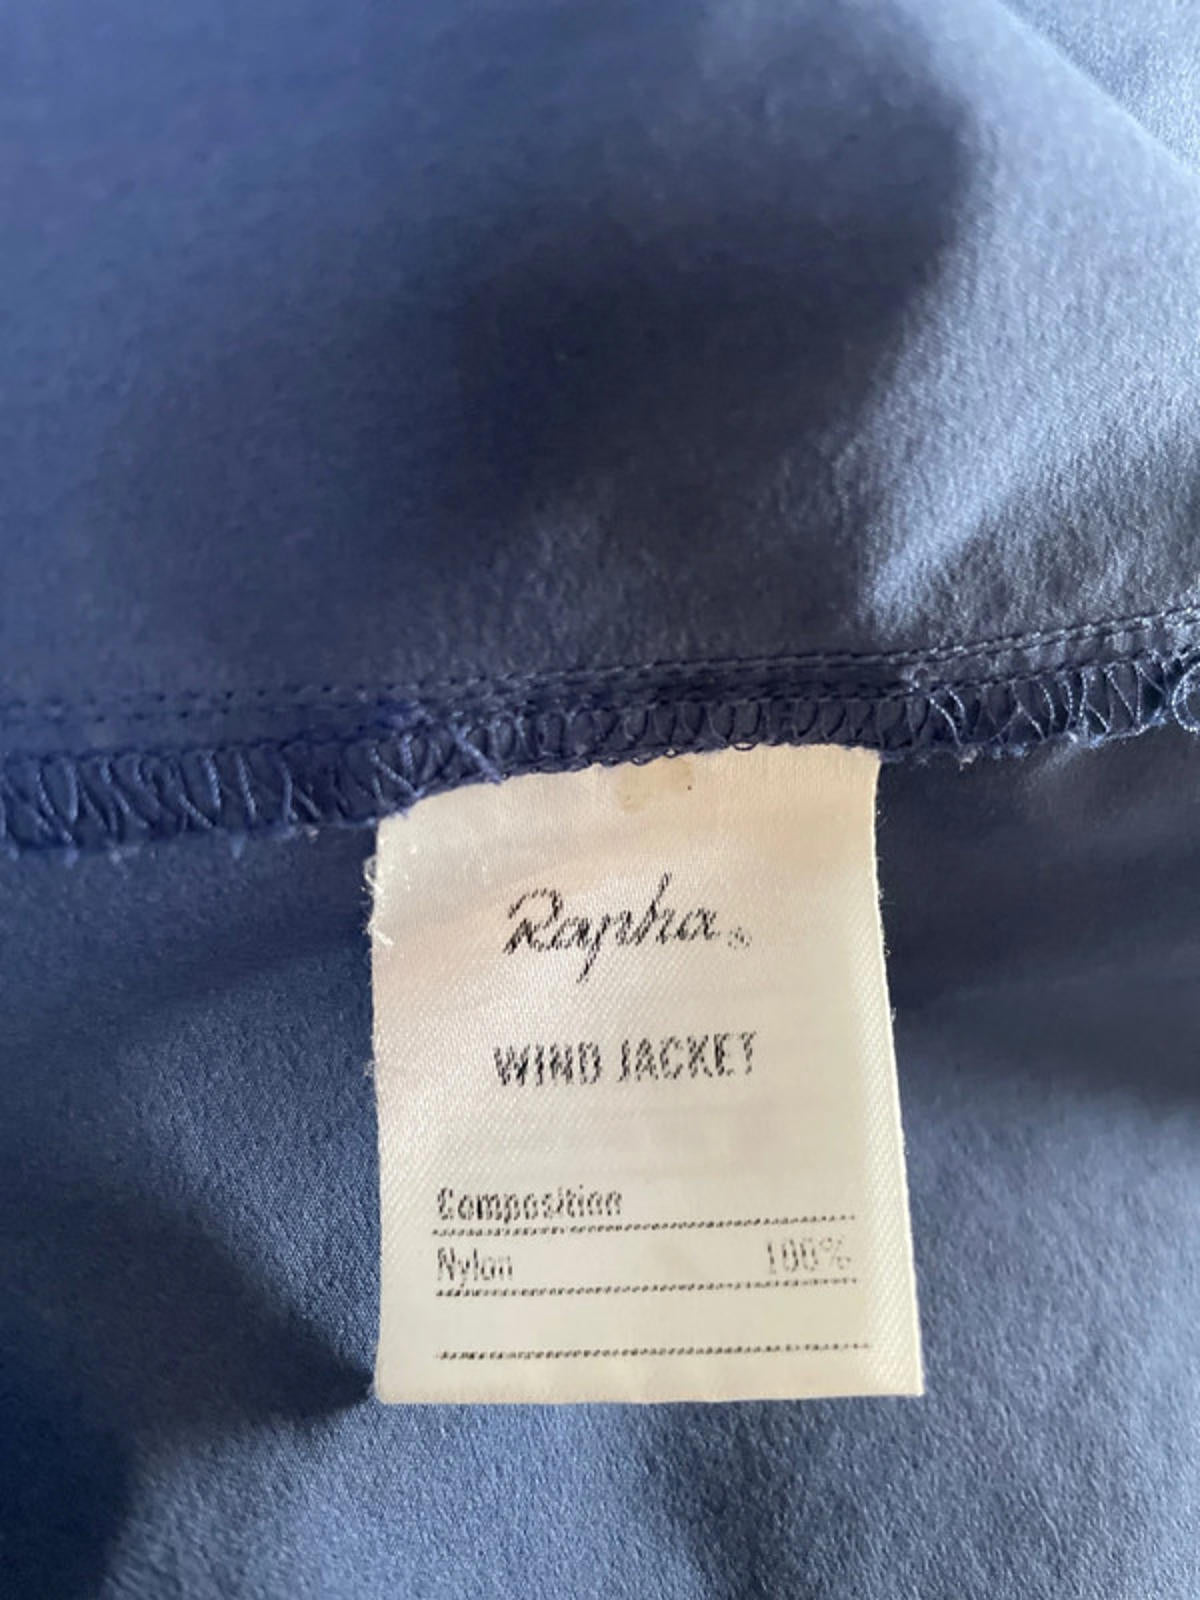 Rapha®
WIND JACKET
Composition
Nylon 100%